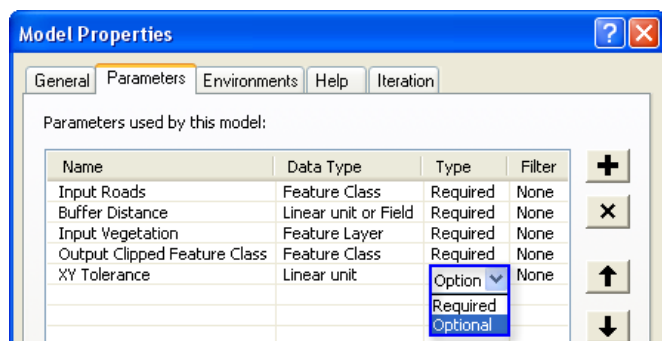 Model Properties
General Parameters Environments Help Iteration
Parameters used by this model:
Name Data Type Type Filter
Input Roads Feature Class Required None
Buffer Distance Linear unit or Field Required None
Input Vegetation Feature Layer Required None
Output Clipped Feature Class Feature Class Required None
XY Tolerance Linear unit Option None
Required
Optional